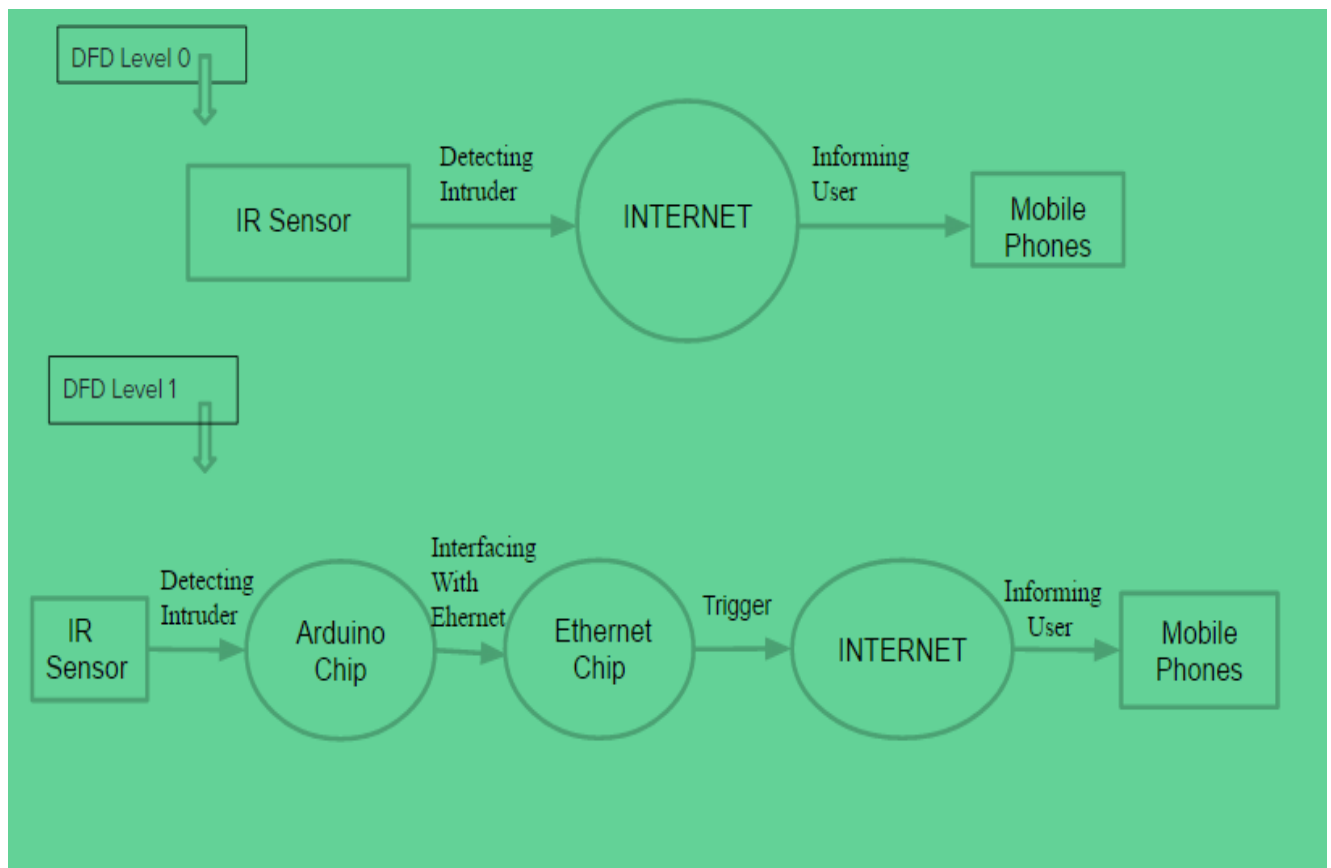 DFD Level 0
Detecting
Intruder
Informing
User
IR Sensor
INTERNET
Mobile
Phones
DFD Level 1
Detecting
Intruder
Interfacing
With
Ehernet
Trigger
Informing
User
IR
Sensor
Arduino
Chip
Ethernet
Chip
INTERNET
Mobile
Phones